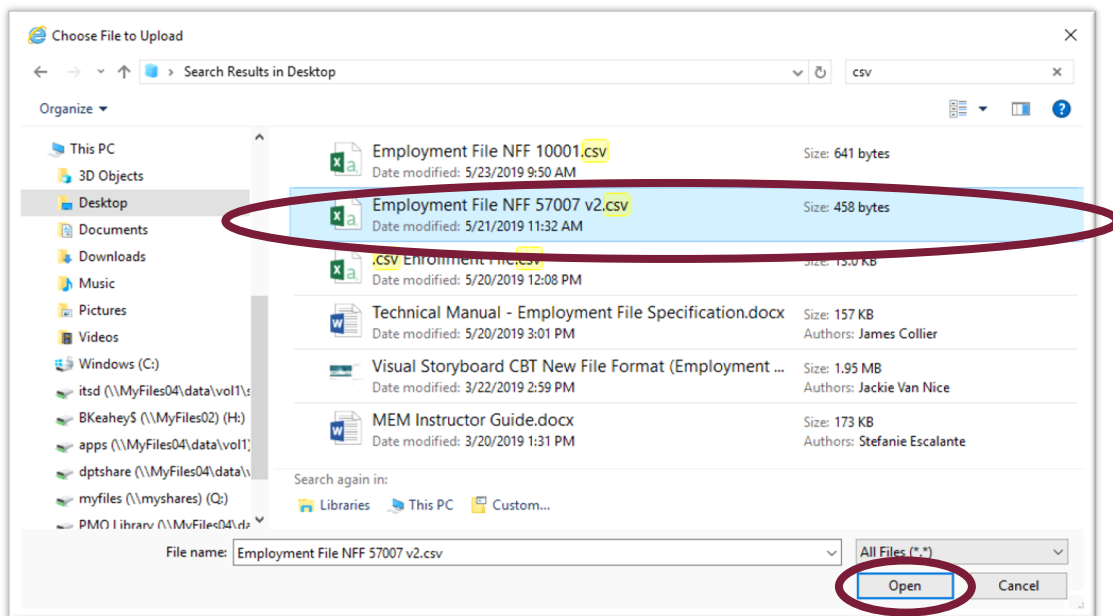 Choose File to Upload
Search Results in Desktop
csv
Organize
This PC
3D Objects
Desktop
Documents
Downloads
Music
Pictures
Videos
Windows (C:)
itsd (\\MyFiles04\data\vol1\s
BKeahey$ (\\MyFiles02) (H:)
apps (\\MyFiles04\data\vol1)
dptshare (\\MyFiles04\data\v
myfiles (\\myshares) (Q:)
PMO Library (\\MyFiles04\da
Employment File NFF 10001.csv
Date modified: 5/23/2019 9:50 AM
Size: 641 bytes
Employment File NFF 57007 v2.csv
Date modified: 5/21/2019 11:32 AM
Size: 458 bytes
.csv Enrollment File.csv
Date modified: 5/20/2019 12:08 PM
Size: 15.0 KB
Technical Manual - Employment File Specification.docx
Date modified: 5/20/2019 3:01 PM
Size: 157 KB
Authors: James Collier
Visual Storyboard CBT New File Format (Employment ...
Date modified: 3/22/2019 2:59 PM
Size: 1.95 MB
Authors: Jackie Van Nice
MEM Instructor Guide.docx
Date modified: 3/20/2019 1:31 PM
Size: 173 KB
Authors: Stefanie Escalante
Search again in:
Libraries This PC Custom...
File name: Employment File NFF 57007 v2.csv
All Files (*.*)
Open Cancel